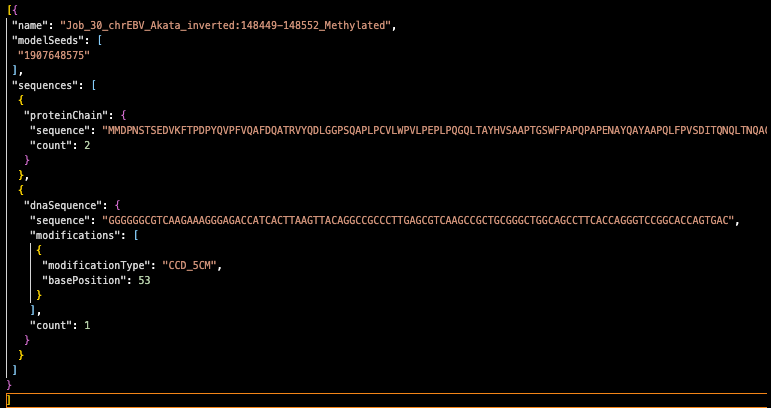 [{
"name": "Job_30_chrEBV_Akata_inverted:148449-148552_Methylated",
"modelSeeds": [
"1907648575"
],
"sequences": [
{
"proteinChain": {
"sequence": "MMDPNSTSEDVKFTPDPYQVPFVQAFDQATRVYQDLGGPSQAPLPCVLWPVLPEPLPQGQLTAYHVSAAPTGSWFPAPQPAPENAYQAYAAPQLFPVSDITQNQLTNQA
"count": 2
}
},
{
"dnaSequence": {
"sequence": "GGGGGGCGTCAAGAAAGGGAGACCATCACTTAAGTTACAGGCCGCCCTTGAGCGTCAAGCCGCTGCGGGCTGGCAGCCTTCACCAGGGTCCGGCACCAGTGAC",
"modifications": [
{
"modificationType": "CCD_5CM",
"basePosition": 53
}
],
"count": 1
}
}
]
}
]